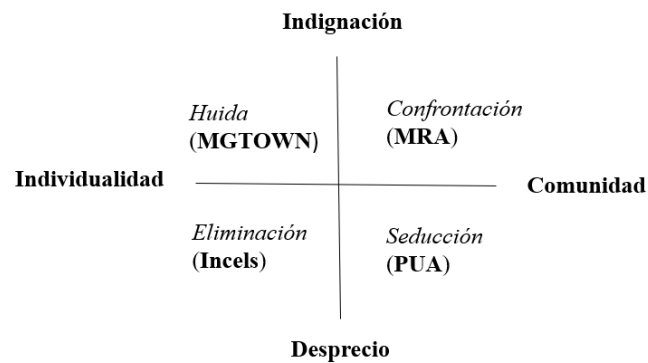 Indignación
Huida
(MGTOWN)
Confrontación
(MRA)
Individualidad
Comunidad
Eliminación
(Incels)
Seducción
(PUA)
Desprecio